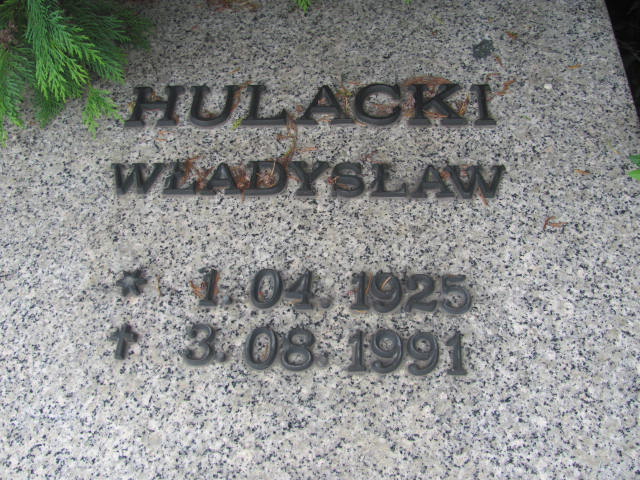 HULACKI
WŁADYSŁAW
* 1. 04. 1925
† 3. 08. 1991